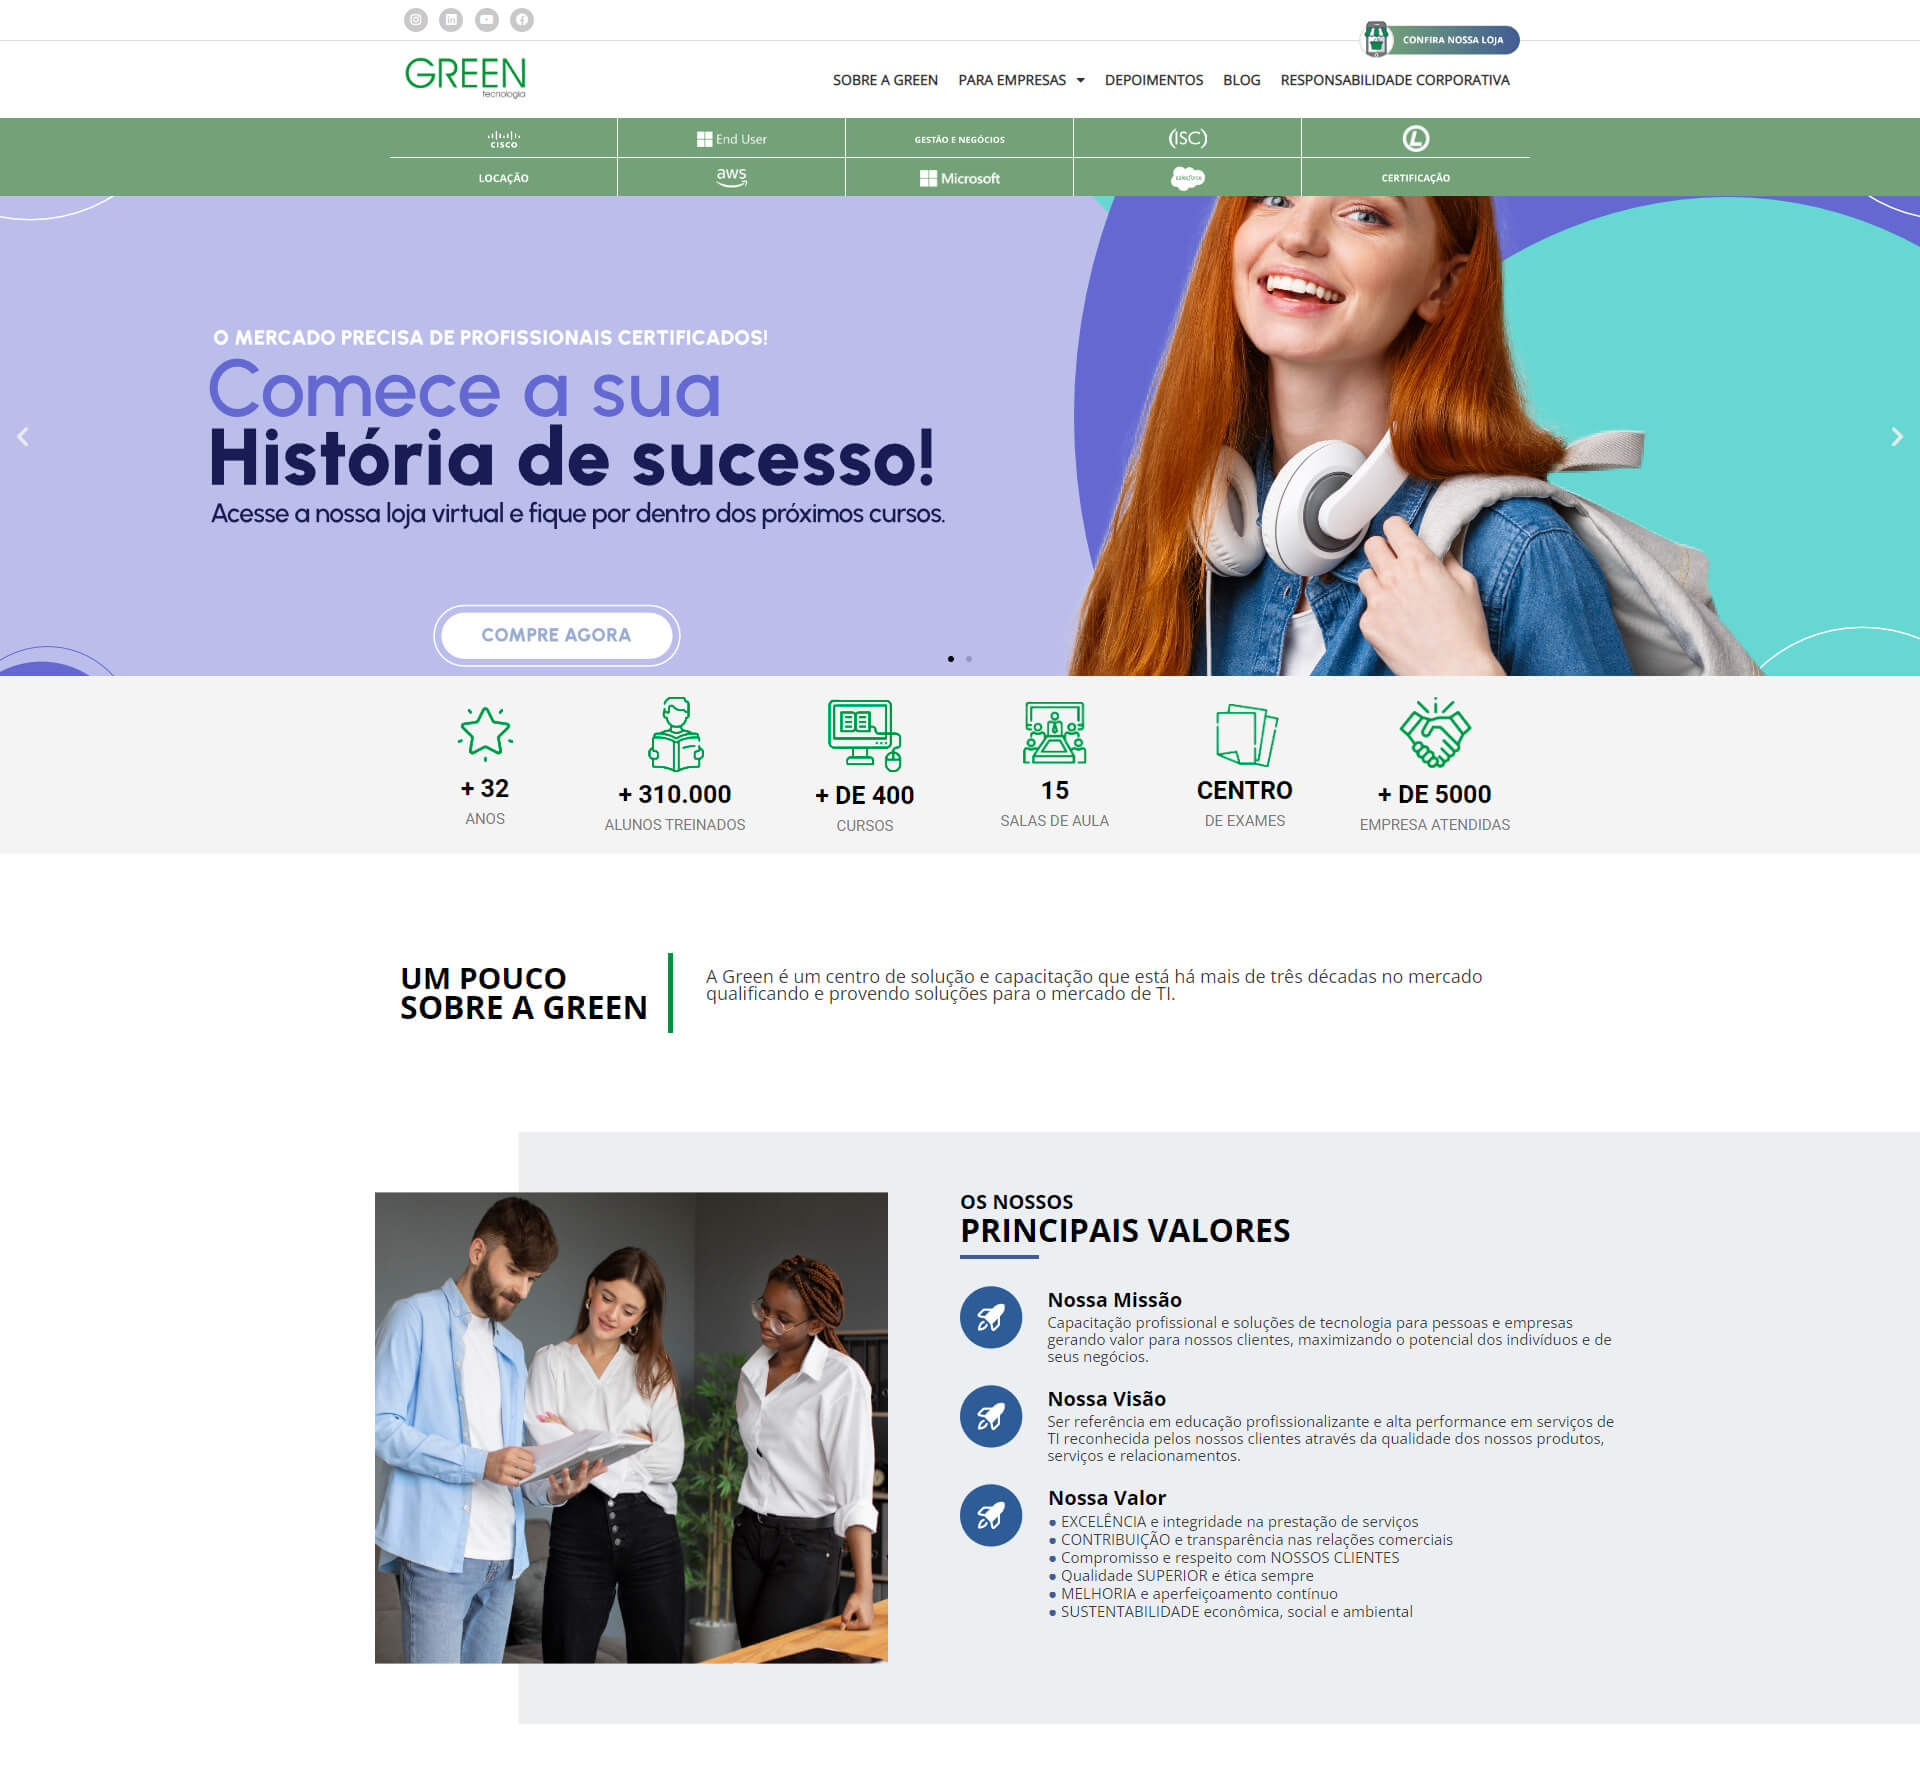 CONFIRA NOSSA LOJA
GREEN
tecnologia
SOBRE A GREEN
PARA EMPRESAS
DEPOIMENTOS
BLOG
RESPONSABILIDADE CORPORATIVA
CISCO
End User
GESTÃO E NEGÓCIOS
(ISC)
L
LOCAÇÃO
aws
Microsoft
salesforce
CERTIFICAÇÃO
O MERCADO PRECISA DE PROFISSIONAIS CERTIFICADOS!
Comece a sua
História de sucesso!
Acesse a nossa loja virtual e fique por dentro dos próximos cursos.
COMPRE AGORA
+ 32
ANOS
+ 310.000
ALUNOS TREINADOS
+ DE 400
CURSOS
15
SALAS DE AULA
CENTRO
DE EXAMES
+ DE 5000
EMPRESA ATENDIDAS
UM POUCO
SOBRE A GREEN
A Green é um centro de solução e capacitação que está há mais de três décadas no mercado
qualificando e provendo soluções para o mercado de TI.
OS NOSSOS
PRINCIPAIS VALORES
Nossa Missão
Capacitação profissional e soluções de tecnologia para pessoas e empresas
gerando valor para nossos clientes, maximizando o potencial dos indivíduos e de
seus negócios.
Nossa Visão
Ser referência em educação profissionalizante e alta performance em serviços de
TI reconhecida pelos nossos clientes através da qualidade dos nossos produtos,
serviços e relacionamentos.
Nossa Valor
● EXCELÊNCIA e integridade na prestação de serviços
● CONTRIBUIÇÃO e transparência nas relações comerciais
● Compromisso e respeito com NOSSOS CLIENTES
● Qualidade SUPERIOR e ética sempre
● MELHORIA e aperfeiçoamento contínuo
● SUSTENTABILIDADE econômica, social e ambiental